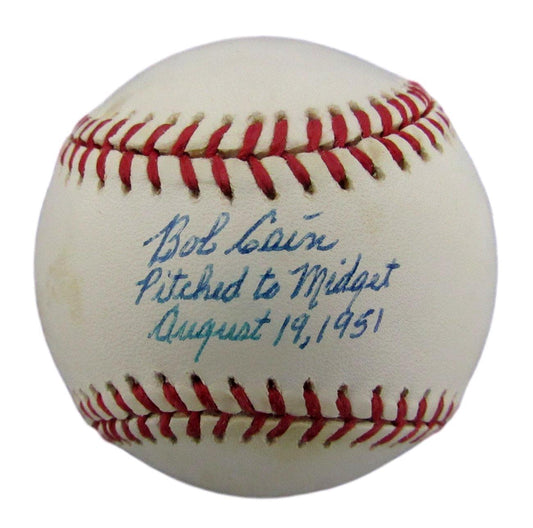 Bob Cain
Pitched to Midget
August 19, 1951